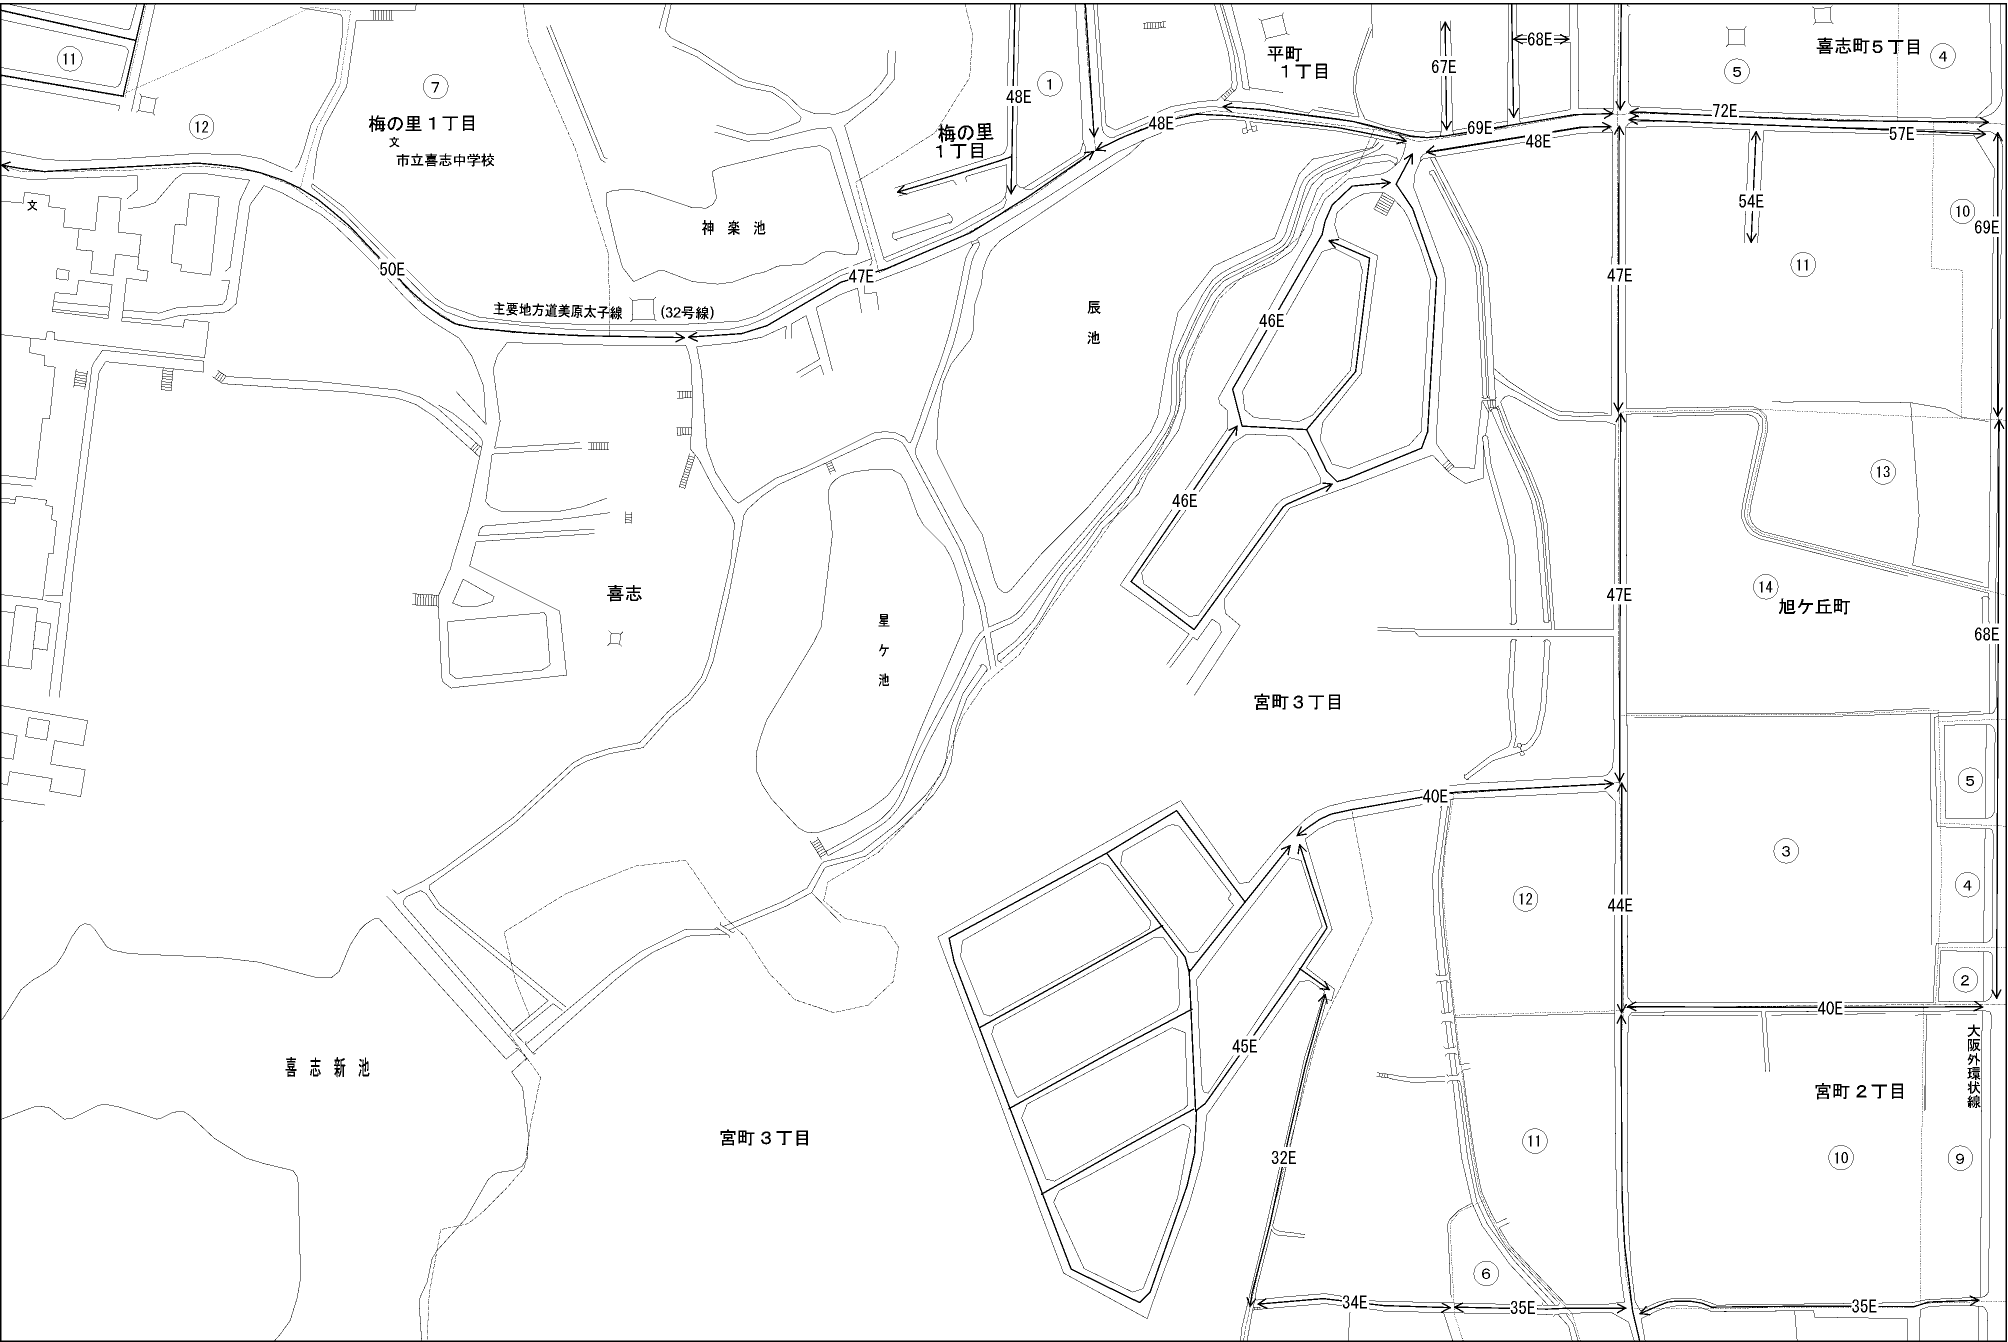 68E
平町
１丁目
喜志町５丁目
④
⑪
67E
⑤
⑦
①
48E
72E
梅の里１丁目
⑫
梅の里
１丁目
48E
69E
57E
文
市立喜志中学校
48E
文
54E
⑩
69E
神楽池
50E
47E
47E
⑪
主要地方道美原太子線
(32号線)
辰
池
46E
⑬
46E
喜志
47E
⑭
旭ケ丘町
星
ケ
池
68E
宮町３丁目
⑤
40E
③
⑫
44E
④
②
40E
喜志新池
45E
大阪外環状線
宮町２丁目
宮町３丁目
⑪
32E
⑩
⑨
⑥
34E
35E
35E